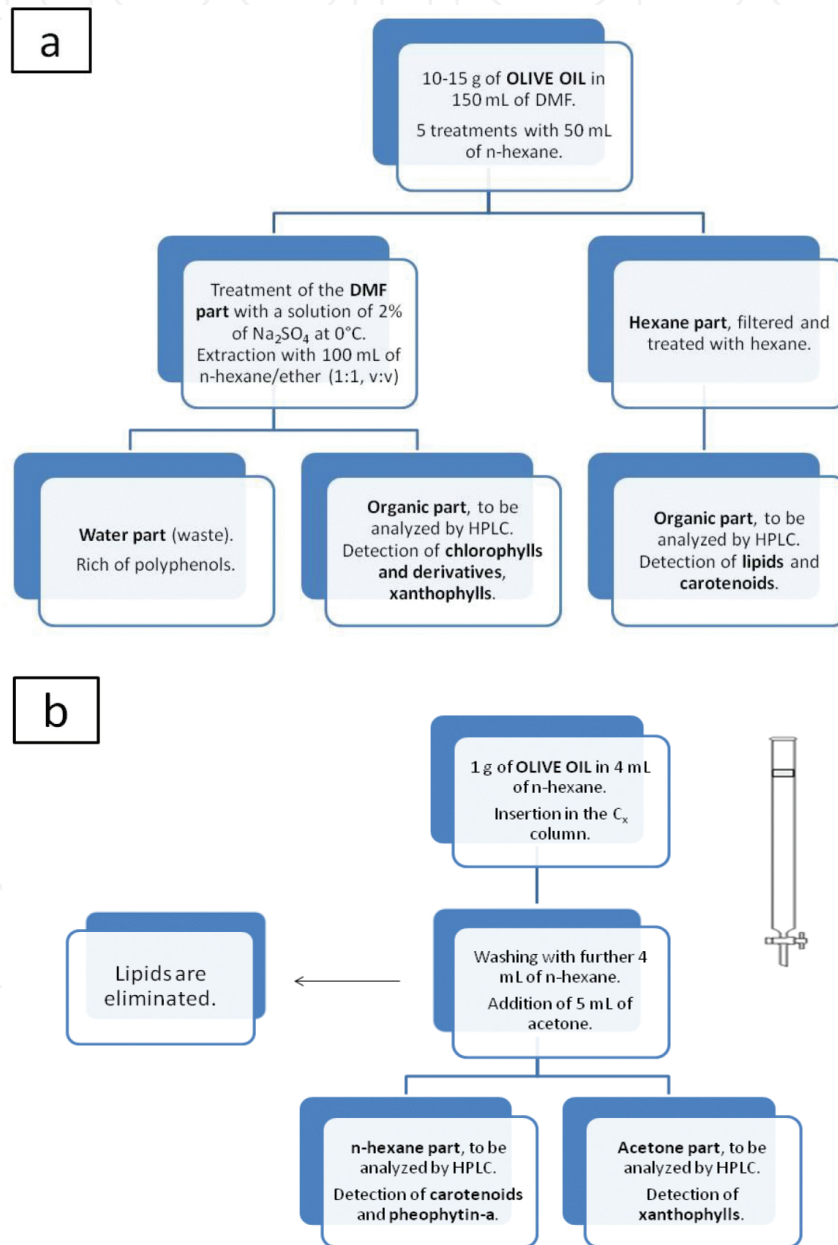 a
10-15 g of OLIVE OIL in
150 mL of DMF.
5 treatments with 50 mL
of n-hexane.
Treatment of the DMF
part with a solution of 2%
of Na₂SO₄ at 0°C.
Extraction with 100 mL of
n-hexane/ether (1:1, v:v)
Hexane part, filtered and
treated with hexane.
Water part (waste).
Rich of polyphenols.
Organic part, to be
analyzed by HPLC.
Detection of chlorophylls
and derivatives,
xanthophylls.
Organic part, to be
analyzed by HPLC.
Detection of lipids and
carotenoids.
b
1 g of OLIVE OIL in 4 mL
of n-hexane.
Insertion in the Cₓ
column.
Lipids are
eliminated.
Washing with further 4
mL of n-hexane.
Addition of 5 mL of
acetone.
n-hexane part, to be
analyzed by HPLC.
Detection of carotenoids
and pheophytin-a.
Acetone part, to be
analyzed by HPLC.
Detection of
xanthophylls.